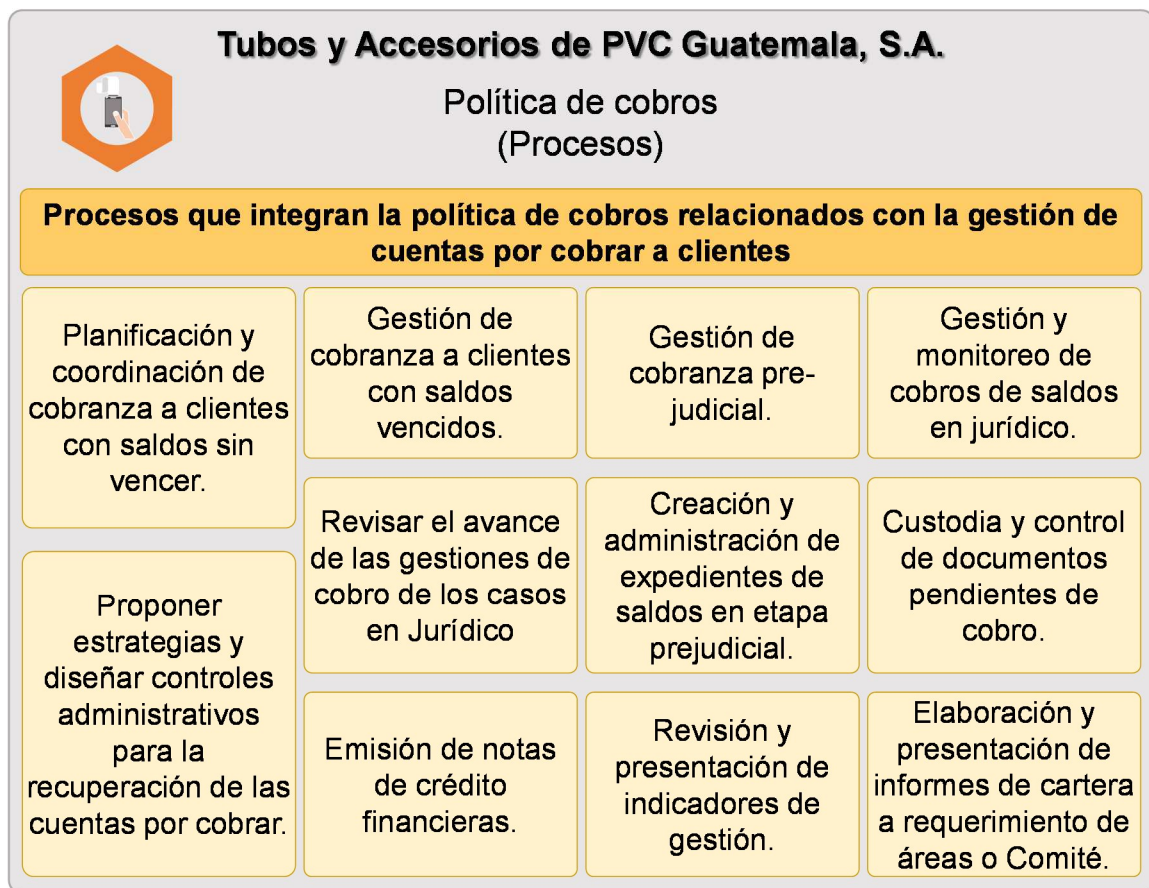 Tubos y Accesorios de PVC Guatemala, S.A.
Política de cobros
(Procesos)
Procesos que integran la política de cobros relacionados con la gestión de
cuentas por cobrar a clientes
Planificación y
coordinación de
cobranza a clientes
con saldos sin
vencer.
Gestión de
cobranza a clientes
con saldos
vencidos.
Gestión de
cobranza pre-
judicial.
Gestión y
monitoreo de
cobros de saldos
en jurídico.
Proponer
estrategias y
diseñar controles
administrativos
para la
recuperación de las
cuentas por cobrar.
Revisar el avance
de las gestiones de
cobro de los casos
en Jurídico
Creación y
administración de
expedientes de
saldos en etapa
prejudicial.
Custodia y control
de documentos
pendientes de
cobro.
Emisión de notas
de crédito
financieras.
Revisión y
presentación de
indicadores de
gestión.
Elaboración y
presentación de
informes de cartera
a requerimiento de
áreas o Comité.